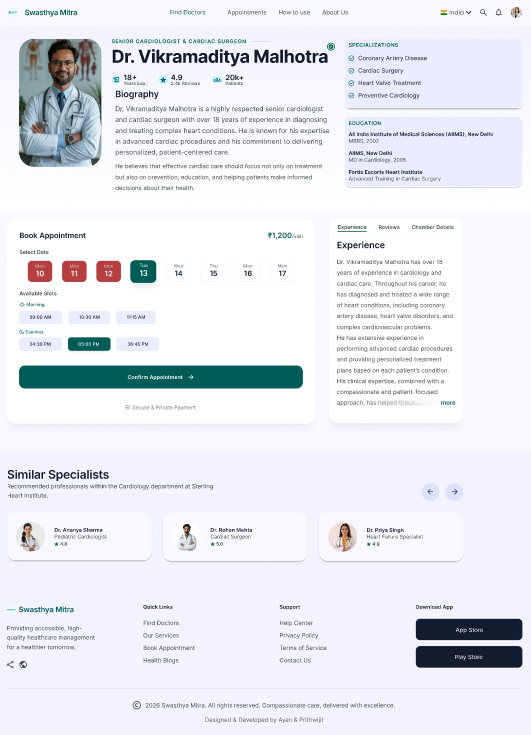 Swasthya Mitra
Find Doctors
Appointments
How to use
About Us
India
SENIOR CARDIOLOGIST & CARDIAC SURGEON
Dr. Vikramaditya Malhotra
18+
Years Exp.
4.9
2.4k Reviews
20k+
Patients
Biography
Dr. Vikramaditya Malhotra is a highly respected senior cardiologist
and cardiac surgeon with over 18 years of experience in diagnosing
and treating complex heart conditions. He is known for his expertise
in advanced cardiac procedures and his commitment to delivering
personalized, patient-centered care.
He believes that effective cardiac care should focus not only on treatment
but also on prevention, education, and helping patients make informed
decisions about their health.
SPECIALIZATIONS
Coronary Artery Disease
Cardiac Surgery
Heart Valve Treatment
Preventive Cardiology
EDUCATION
All India Institute of Medical Sciences (AIIMS), New Delhi
MBBS, 2002
AIIMS, New Delhi
MD in Cardiology, 2006
Fortis Escorts Heart Institute
Advanced Training in Cardiac Surgery
Book Appointment
₹1,200/visit
Select Date
Mon
10
Mon
11
Mon
12
Tue
13
Wed
14
Thu
15
Mon
16
Mon
17
Available Slots
Morning
09:00 AM
10:30 AM
11:15 AM
Evening
04:30 PM
05:00 PM
06:45 PM
Confirm Appointment
Secure & Private Payment
Experience
Reviews
Chamber Details
Experience
Dr. Vikramaditya Malhotra has over 18
years of experience in cardiology and
cardiac care. Throughout his career, he
has diagnosed and treated a wide range
of heart conditions, including coronary
artery disease, heart valve disorders, and
complex cardiovascular problems.
He has extensive experience in
performing advanced cardiac procedures
and providing personalized treatment
plans based on each patient's condition.
His clinical expertise, combined with a
compassionate and patient-focused
approach, has helped thous....
more
Similar Specialists
Recommended professionals within the Cardiology department at Sterling
Heart Institute.
Dr. Ananya Sharma
Pediatric Cardiologist
4.8
Dr. Rohan Mehta
Cardiac Surgeon
5.0
Dr. Priya Singh
Heart Failure Specialist
4.9
Swasthya Mitra
Providing accessible, high-
quality healthcare management
for a healthier tomorrow.
Quick Links
Find Doctors
Our Services
Book Appointment
Health Blogs
Support
Help Center
Privacy Policy
Terms of Service
Contact Us
Download App
App Store
Play Store
© 2026 Swasthya Mitra. All rights reserved. Compassionate care, delivered with excellence.
Designed & Developed by Ayan & Prithwijit